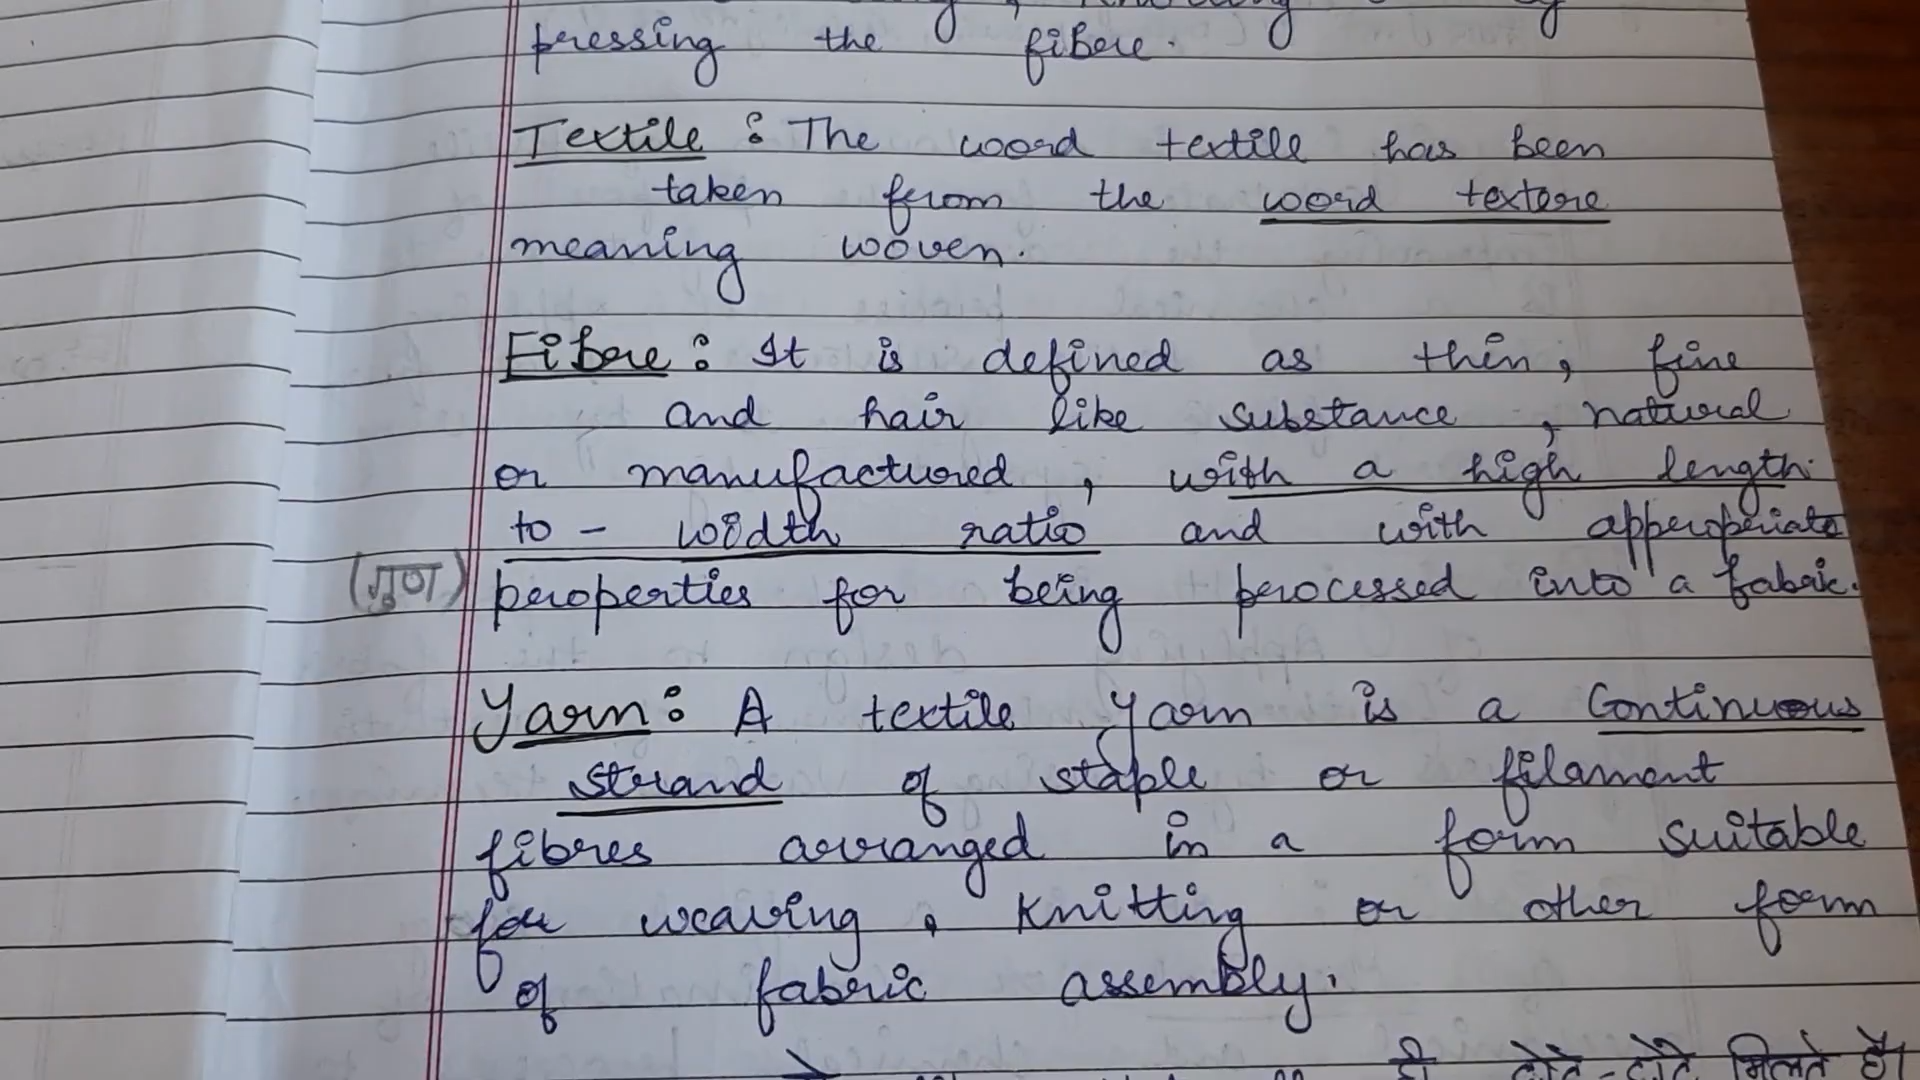 pressing the fibre.
Textile : The word textile has been
taken from the word textere
meaning woven.
Fibre : It is defined as thin, fine
and hair like substance, natural
or manufactured, with a high length
to - width ratio and with appropriate
(गुण) properties for being processed into a fabric.
Yarn : A textile yarn is a Continuous
strand of staple or filament
fibres arranged in a form suitable
for weaving, Knitting or other form
of fabric assembly.
ही छोटे-छोटे मिलते हैं।